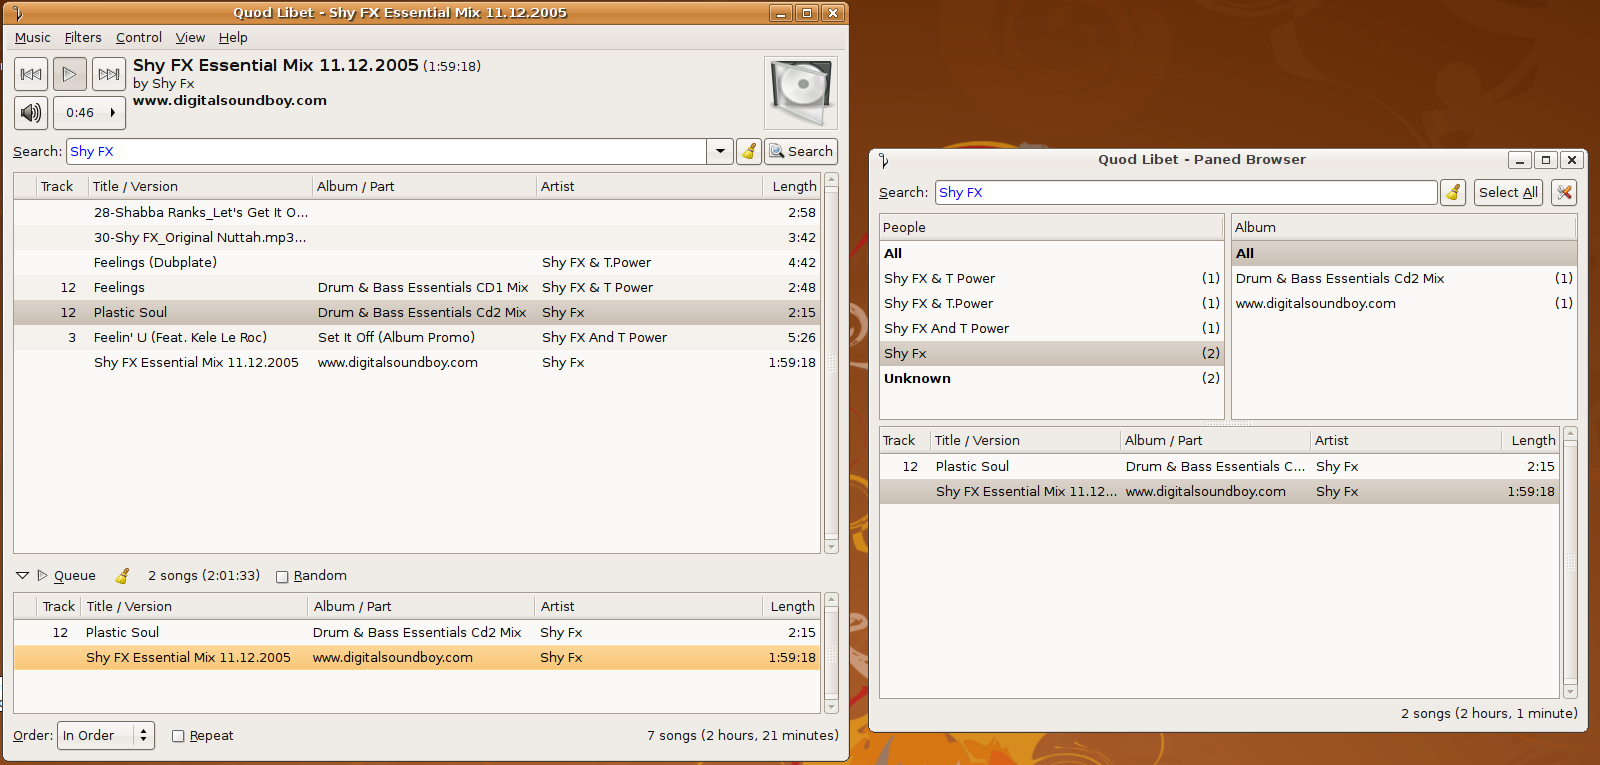 Quod Libet - Shy FX Essential Mix 11.12.2005
Music Filters Control View Help
Shy FX Essential Mix 11.12.2005 (1:59:18)
by Shy Fx
www.digitalsoundboy.com
0:46
Search: Shy FX Search
Track Title / Version Album / Part Artist Length
28-Shabba Ranks_Let's Get It O... 2:58
30-Shy FX_Original Nuttah.mp3... 3:42
Feelings (Dubplate) Shy FX & T.Power 4:42
12 Feelings Drum & Bass Essentials CD1 Mix Shy FX & T Power 2:48
12 Plastic Soul Drum & Bass Essentials Cd2 Mix Shy Fx 2:15
3 Feelin' U (Feat. Kele Le Roc) Set It Off (Album Promo) Shy FX And T Power 5:26
Shy FX Essential Mix 11.12.2005 www.digitalsoundboy.com Shy Fx 1:59:18
Queue 2 songs (2:01:33) Random
Track Title / Version Album / Part Artist Length
12 Plastic Soul Drum & Bass Essentials Cd2 Mix Shy Fx 2:15
Shy FX Essential Mix 11.12.2005 www.digitalsoundboy.com Shy Fx 1:59:18
Order: In Order Repeat 7 songs (2 hours, 21 minutes)
Quod Libet - Paned Browser
Search: Shy FX Select All
People
All
Shy FX & T Power (1)
Shy FX & T.Power (1)
Shy FX And T Power (1)
Shy Fx (2)
Unknown (2)
Album
All
Drum & Bass Essentials Cd2 Mix (1)
www.digitalsoundboy.com (1)
Track Title / Version Album / Part Artist Length
12 Plastic Soul Drum & Bass Essentials C... Shy Fx 2:15
Shy FX Essential Mix 11.12... www.digitalsoundboy.com Shy Fx 1:59:18
2 songs (2 hours, 1 minute)